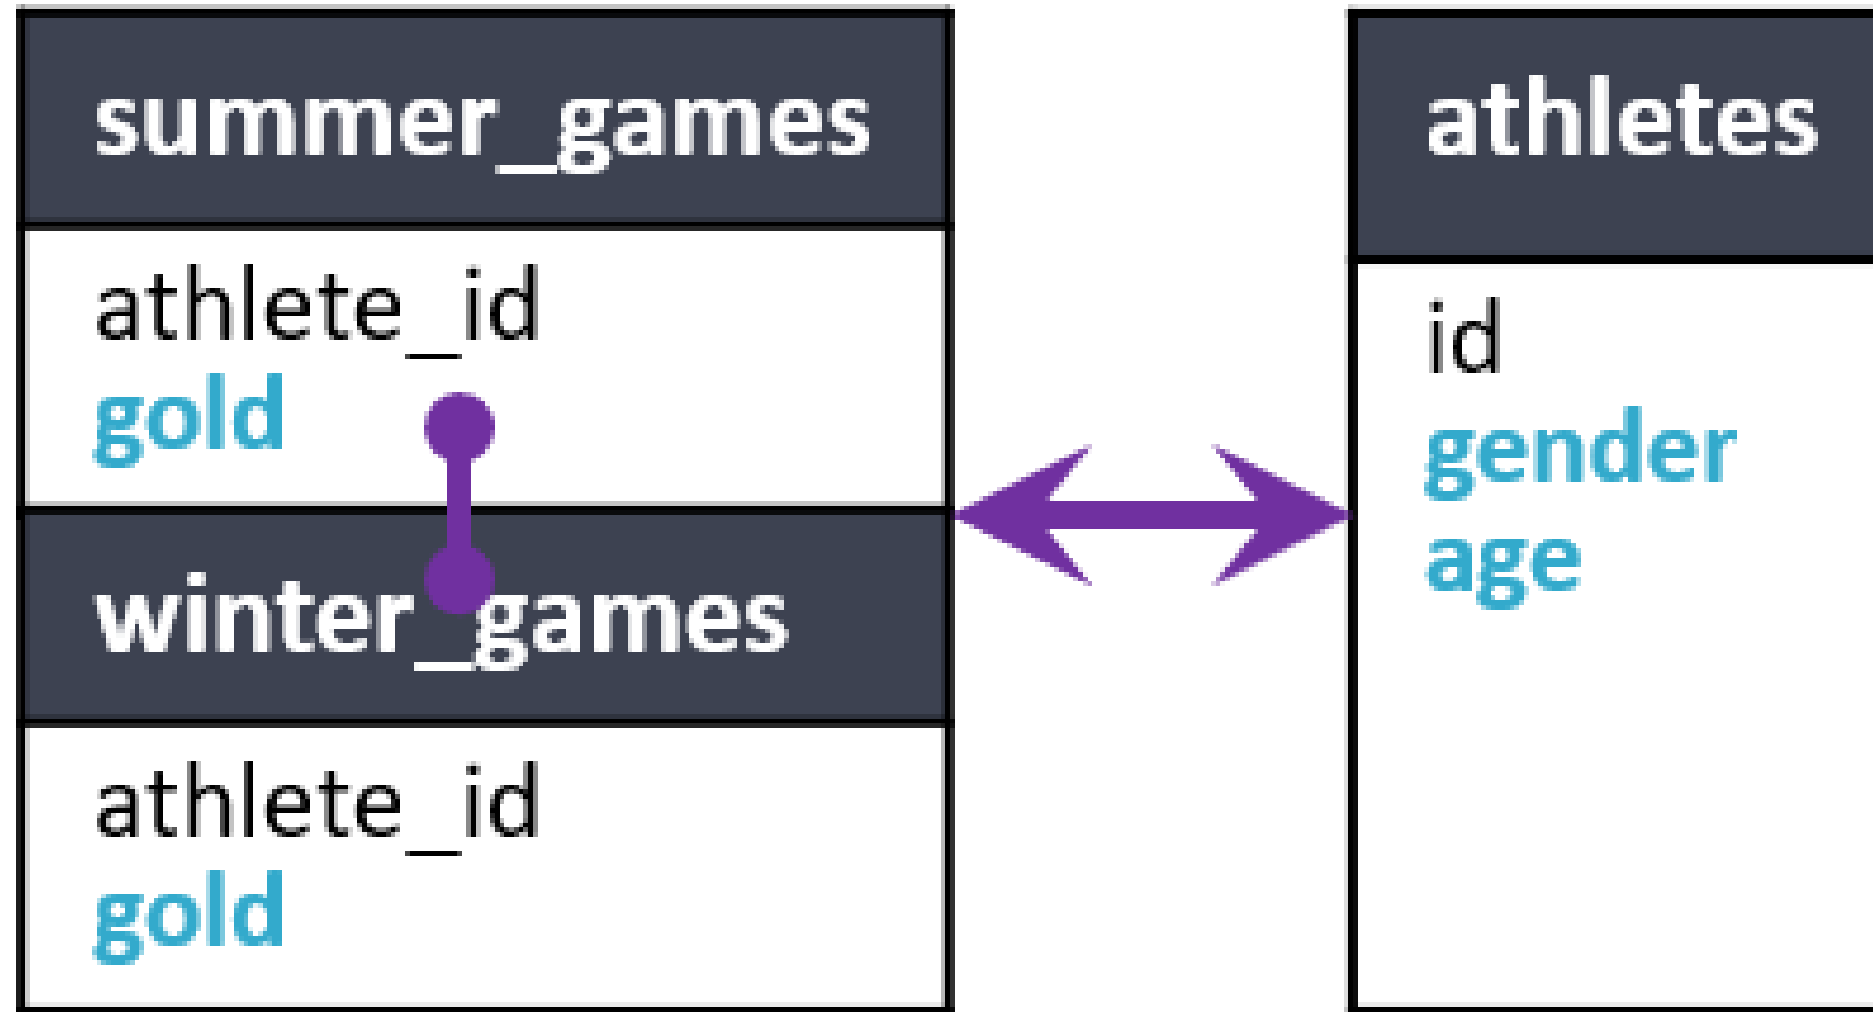 summer_games
athlete_id
gold
winter_games
athlete_id
gold
athletes
id
gender
age